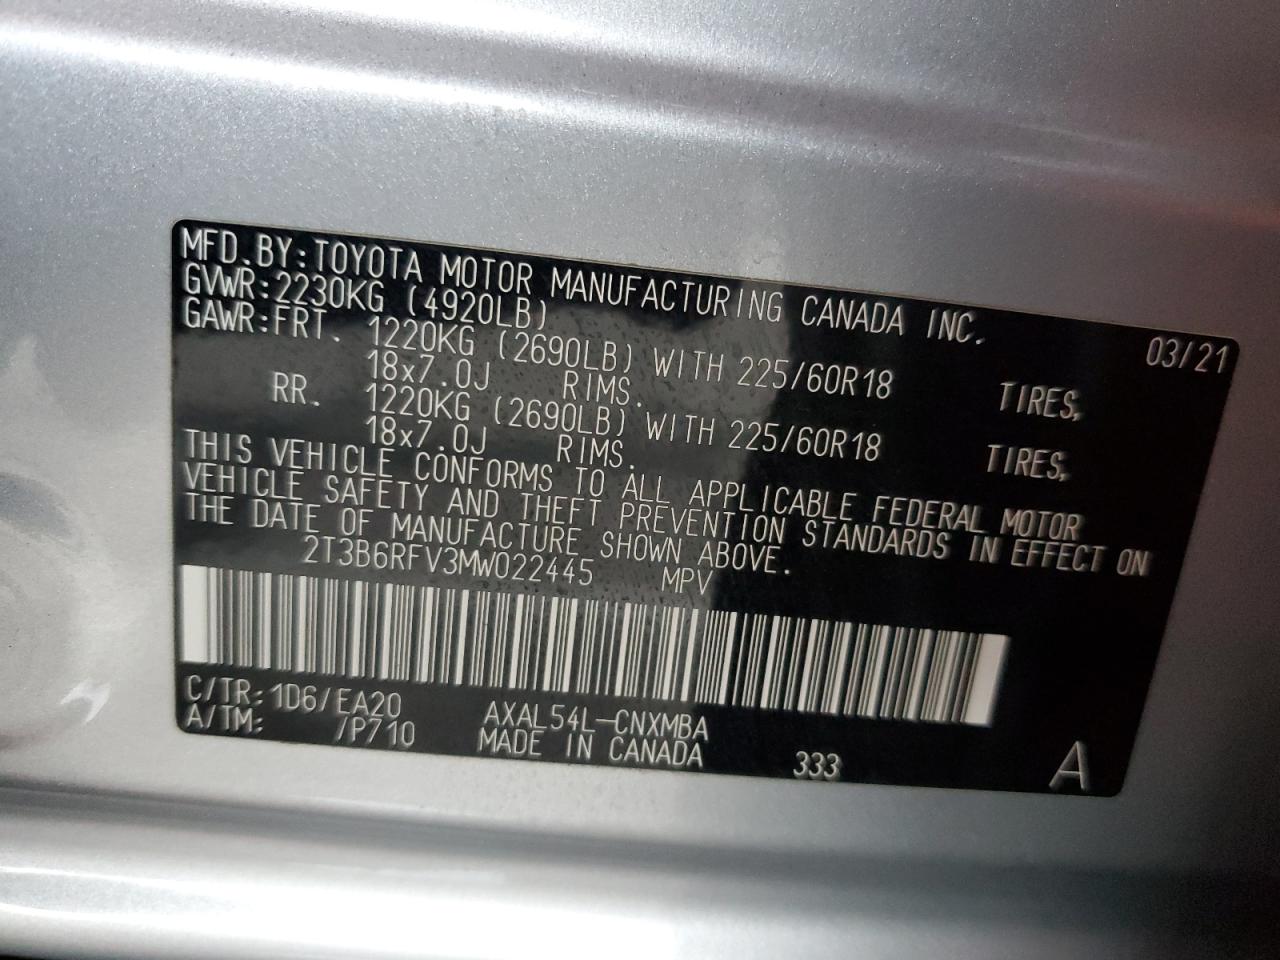 MFD.BY:TOYOTA MOTOR MANUFACTURING CANADA INC.
GVWR:2230KG (4920LB) 03/21
GAWR:FRT. 1220KG (2690LB) WITH 225/60R18 TIRES,
18x7.0J RIMS.
RR. 1220KG (2690LB) WITH 225/60R18 TIRES,
18x7.0J RIMS.
THIS VEHICLE CONFORMS TO ALL APPLICABLE FEDERAL MOTOR
VEHICLE SAFETY AND THEFT PREVENTION STANDARDS IN EFFECT ON
THE DATE OF MANUFACTURE SHOWN ABOVE.
2T3B6RFV3MW022445 MPV
C/TR:1D6/EA20 AXAL54L-CNXMBA
A/TM: /P710 MADE IN CANADA 333 A